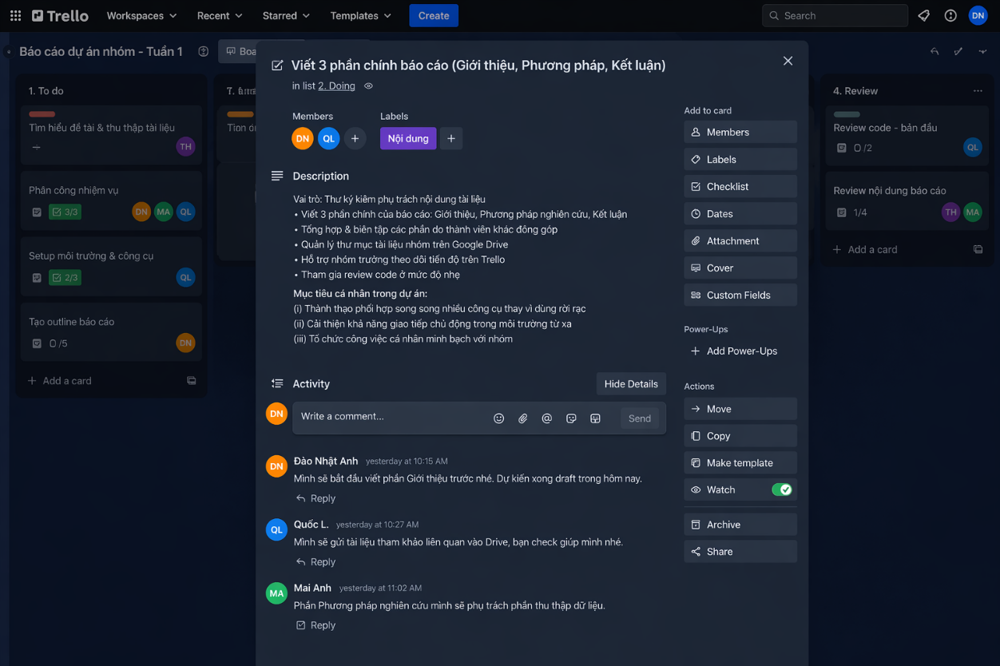 Trello
Workspaces
Recent
Starred
Templates
Create
Search
DN
Báo cáo dự án nhóm - Tuần 1
Boa
1. To do
Tìm hiểu đề tài & thu thập tài liệu
TH
Phân công nhiệm vụ
3/3
DN MA QL
Setup môi trường & công cụ
2/3
QL
Tạo outline báo cáo
0/5
DN
+ Add a card
Viết 3 phần chính báo cáo (Giới thiệu, Phương pháp, Kết luận)
in list 2. Doing
Members
DN QL +
Labels
Nội dung +
Description
Vai trò: Thư ký kiêm phụ trách nội dung tài liệu
• Viết 3 phần chính của báo cáo: Giới thiệu, Phương pháp nghiên cứu, Kết luận
• Tổng hợp & biên tập các phần do thành viên khác đóng góp
• Quản lý thư mục tài liệu nhóm trên Google Drive
• Hỗ trợ nhóm trưởng theo dõi tiến độ trên Trello
• Tham gia review code ở mức độ nhẹ
Mục tiêu cá nhân trong dự án:
(i) Thành thạo phối hợp song song nhiều công cụ thay vì dùng rời rạc
(ii) Cải thiện khả năng giao tiếp chủ động trong môi trường từ xa
(iii) Tổ chức công việc cá nhân minh bạch với nhóm
Activity
Hide Details
DN
Write a comment...
Send
DN
Đào Nhật Anh yesterday at 10:15 AM
Mình sẽ bắt đầu viết phần Giới thiệu trước nhé. Dự kiến xong draft trong hôm nay.
Reply
QL
Quốc L. yesterday at 10:27 AM
Mình sẽ gửi tài liệu tham khảo liên quan vào Drive, bạn check giúp mình nhé.
Reply
MA
Mai Anh yesterday at 11:02 AM
Phần Phương pháp nghiên cứu mình sẽ phụ trách phần thu thập dữ liệu.
Reply
Add to card
Members
Labels
Checklist
Dates
Attachment
Cover
Custom Fields
Power-Ups
+ Add Power-Ups
Actions
Move
Copy
Make template
Watch
Archive
Share
4. Review
Review code - bản đầu
0/2
QL
Review nội dung báo cáo
1/4
TH MA
+ Add a card